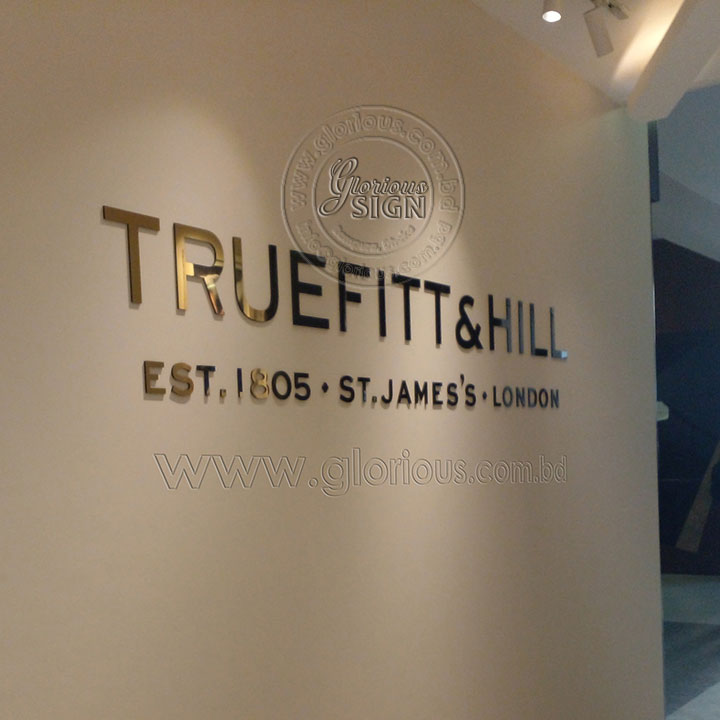 www.glorious.com.bd
Glorious
SIGN
TRUEFITT&HILL
EST.1805 · ST.JAMES'S · LONDON
www.glorious.com.bd